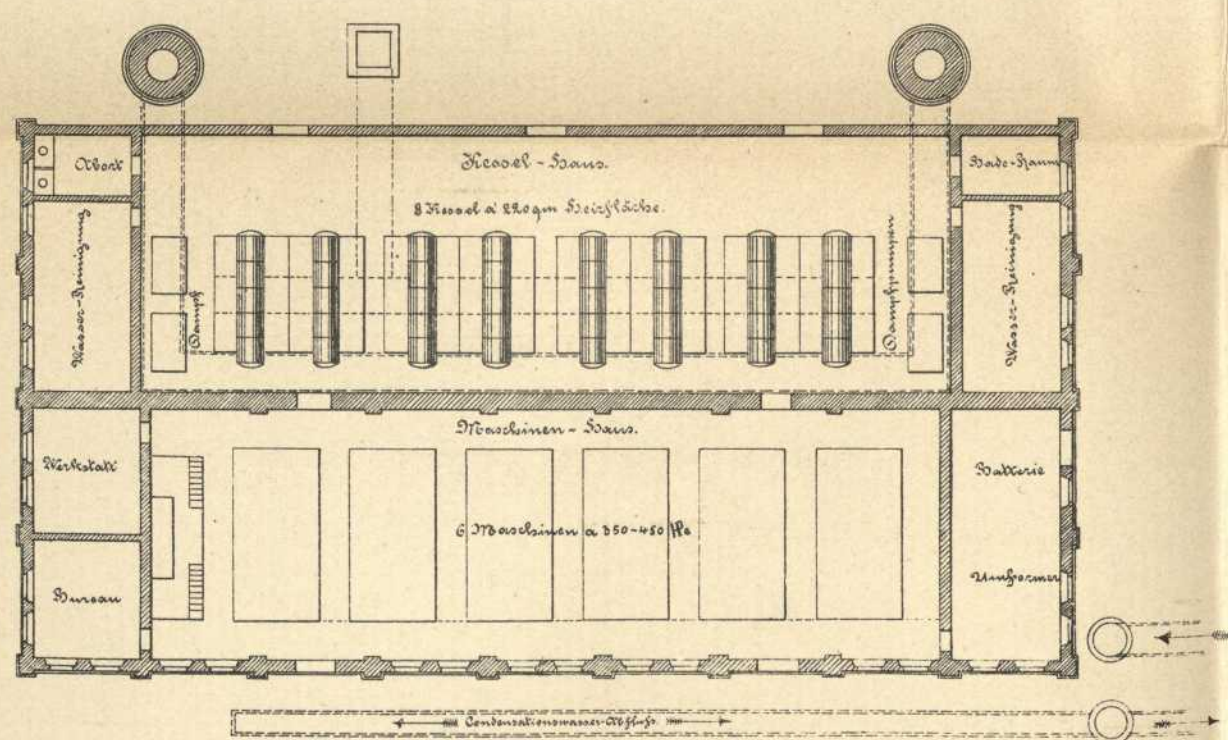 Abort
Kessel-Haus.
Bade-Raum
8 Kessel à 220 qm Heizfläche.
Wasser-Reinigung
Dampf
Dampfpumpen
Wasser-Reinigung
Maschinen-Haus.
Werkstatt
Batterie
6 Maschinen à 350-450 HPe
Umformer
Bureau
Condensationswasser-Abfluss.